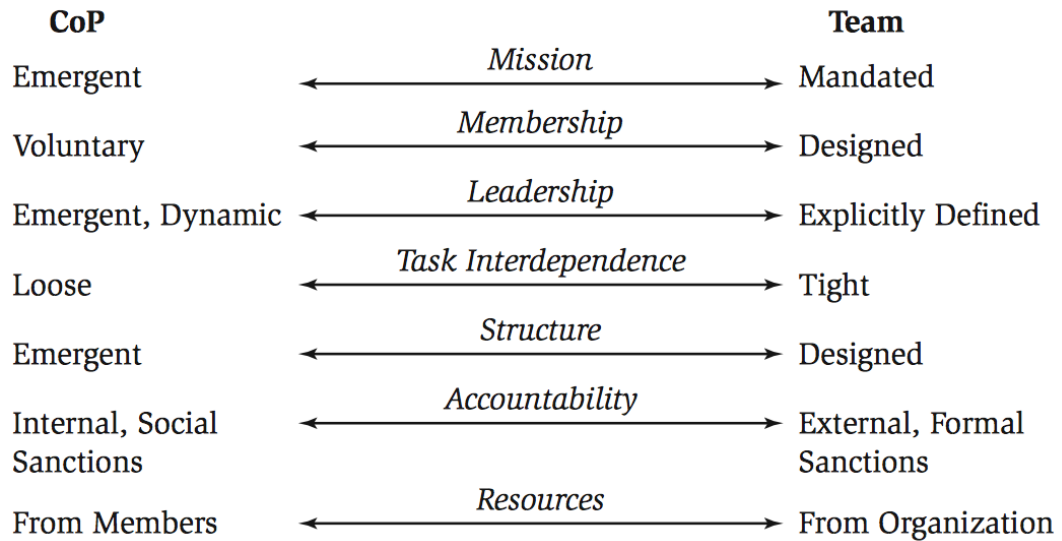 CoP Team
Emergent Mission Mandated
Voluntary Membership Designed
Emergent, Dynamic Leadership Explicitly Defined
Loose Task Interdependence Tight
Emergent Structure Designed
Internal, Social Accountability External, Formal
Sanctions Sanctions
From Members Resources From Organization